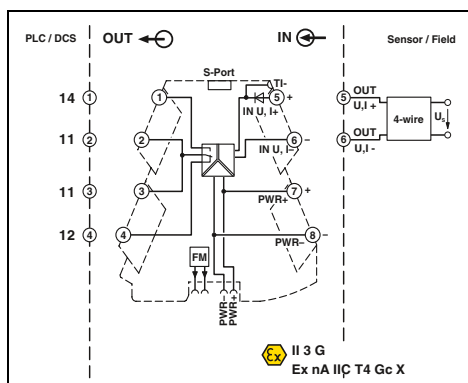 PLC / DCS
OUT
IN
Sensor / Field
S-Port
TI-
14 1
1
5 +
IN U, I+
5 OUT
U,I +
4-wire
Us
11 2
2
6 –
IN U, I–
6 OUT
U,I -
11 3
3
7 +
PWR+
12 4
4
8 –
PWR–
FM
PWR–
PWR+
Ex
II 3 G
Ex nA IIC T4 Gc X